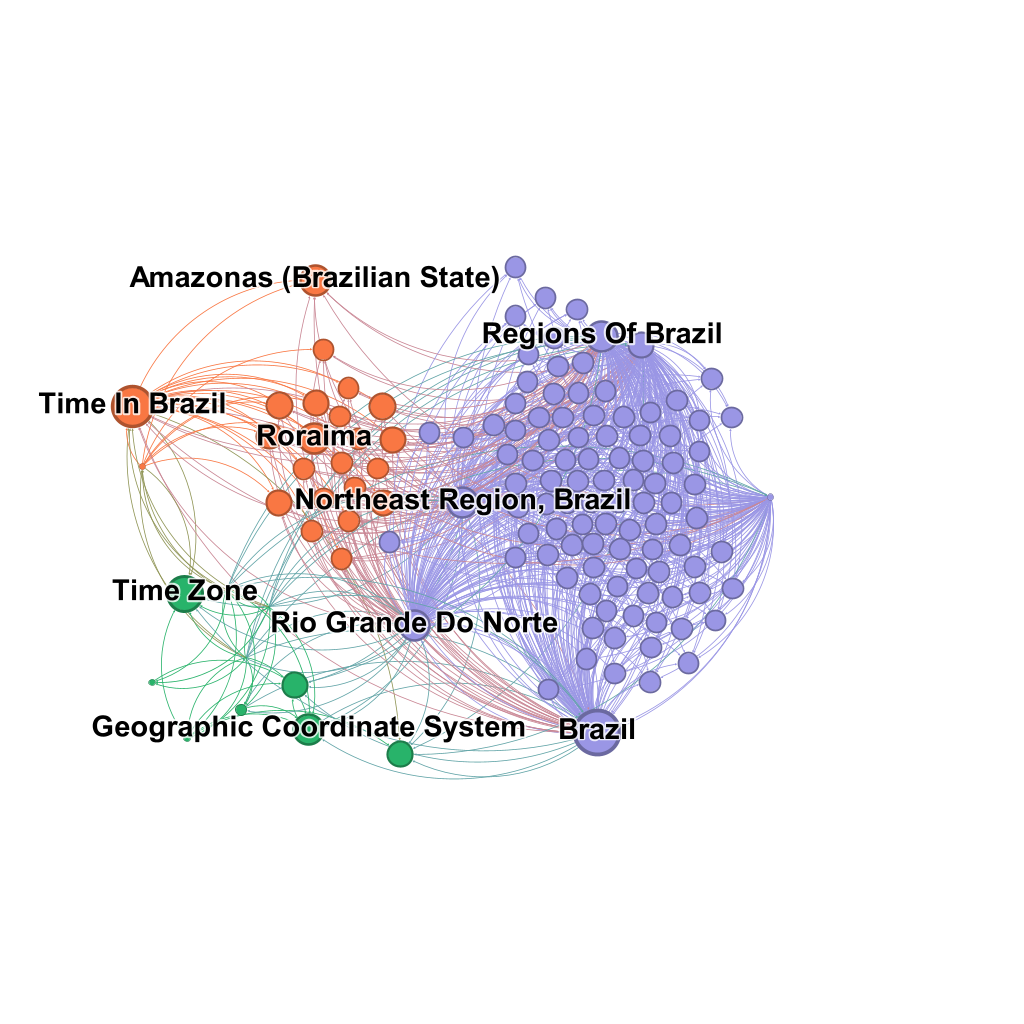 Amazonas (Brazilian State)
Regions Of Brazil
Time In Brazil
Roraima
Northeast Region, Brazil
Time Zone
Rio Grande Do Norte
Geographic Coordinate System
Brazil